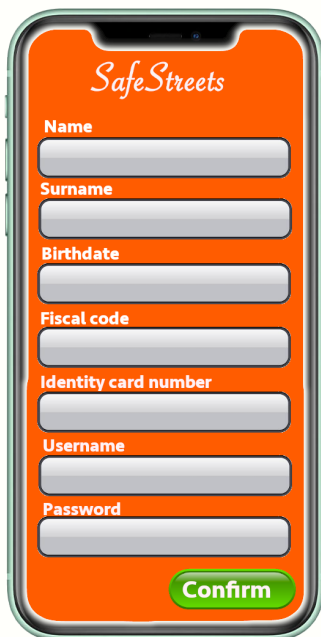 SafeStreets
Name
Surname
Birthdate
Fiscal code
Identity card number
Username
Password
Confirm